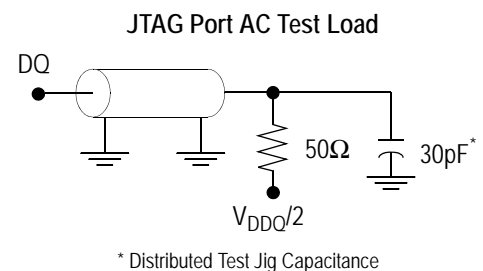 JTAG Port AC Test Load
DQ
50Ω
30pF*
VDDQ/2
* Distributed Test Jig Capacitance